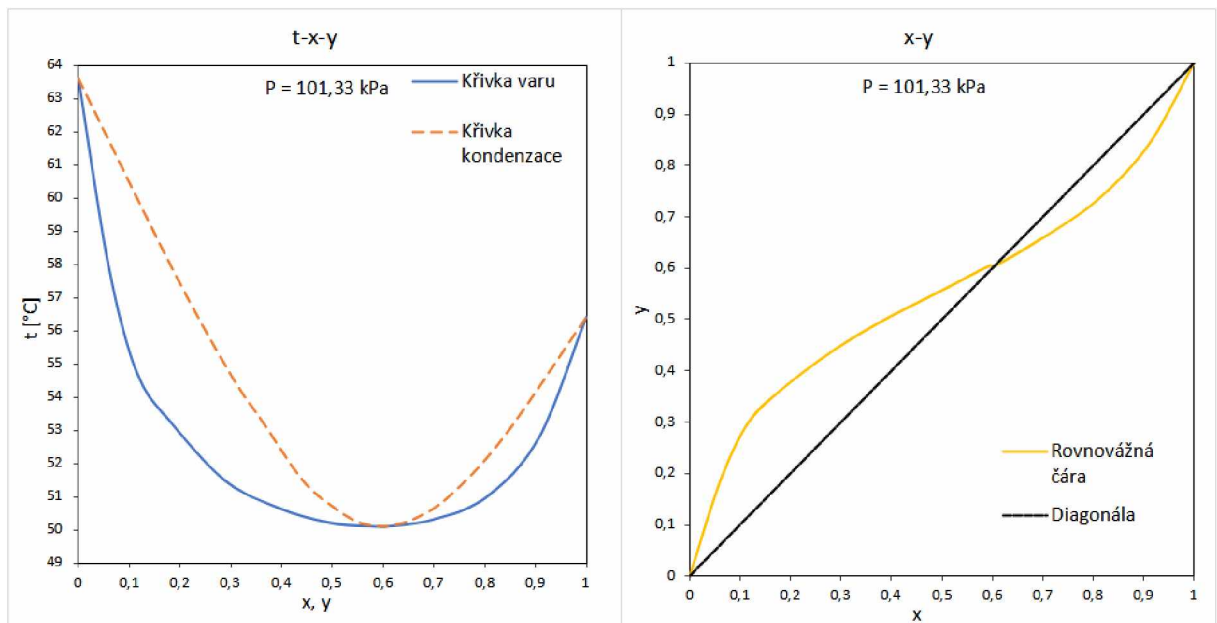 t-x-y
P = 101,33 kPa
Křivka varu
Křivka
kondenzace
64
63
62
61
60
59
58
57
56
55
54
53
52
51
50
49
t [°C]
0 0,1 0,2 0,3 0,4 0,5 0,6 0,7 0,8 0,9 1
x, y
x-y
P = 101,33 kPa
1
0,9
0,8
0,7
0,6
0,5
0,4
0,3
0,2
0,1
0
y
Rovnovážná
čára
Diagonála
0 0,1 0,2 0,3 0,4 0,5 0,6 0,7 0,8 0,9 1
x